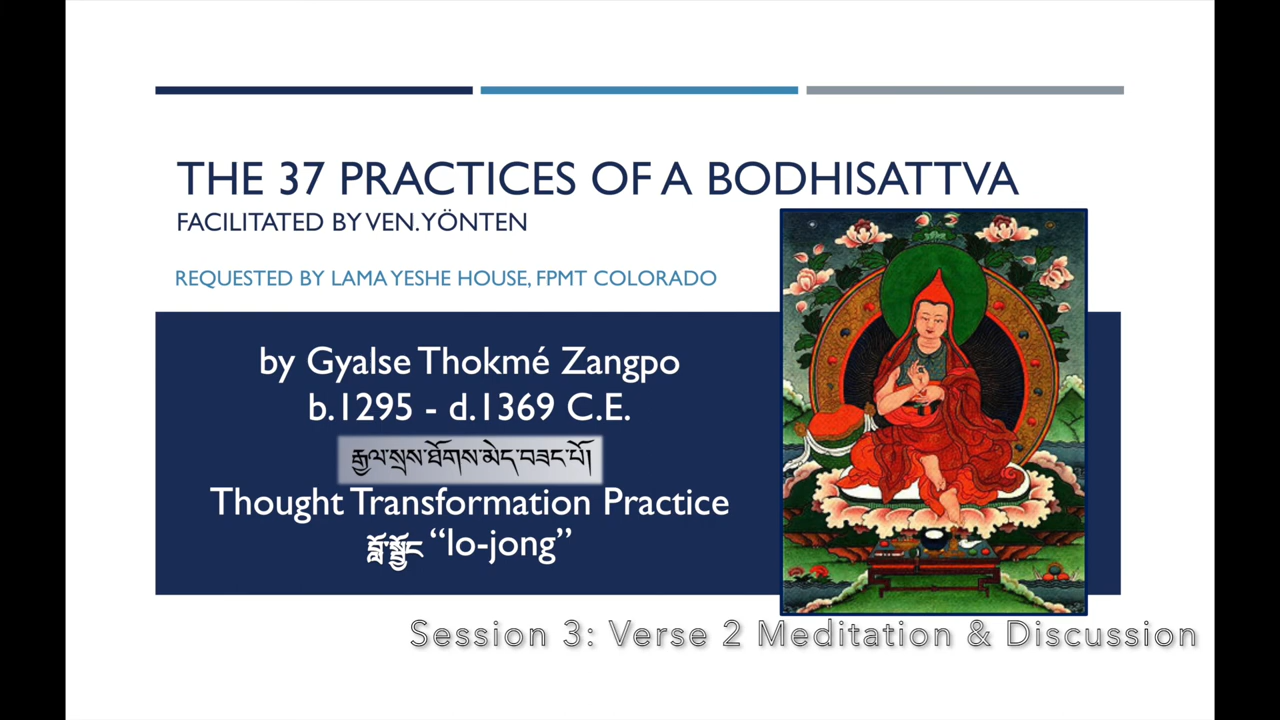 THE 37 PRACTICES OF A BODHISATTVA
FACILITATED BY VEN.YÖNTEN
REQUESTED BY LAMA YESHE HOUSE, FPMT COLORADO
by Gyalse Thokmé Zangpo
b.1295 - d.1369 C.E.
རྒྱལ་སྲས་ཐོགས་མེད་བཟང་པོ།
Thought Transformation Practice
བློ་སྦྱོང “lo-jong”
Session 3: Verse 2 Meditation & Discussion